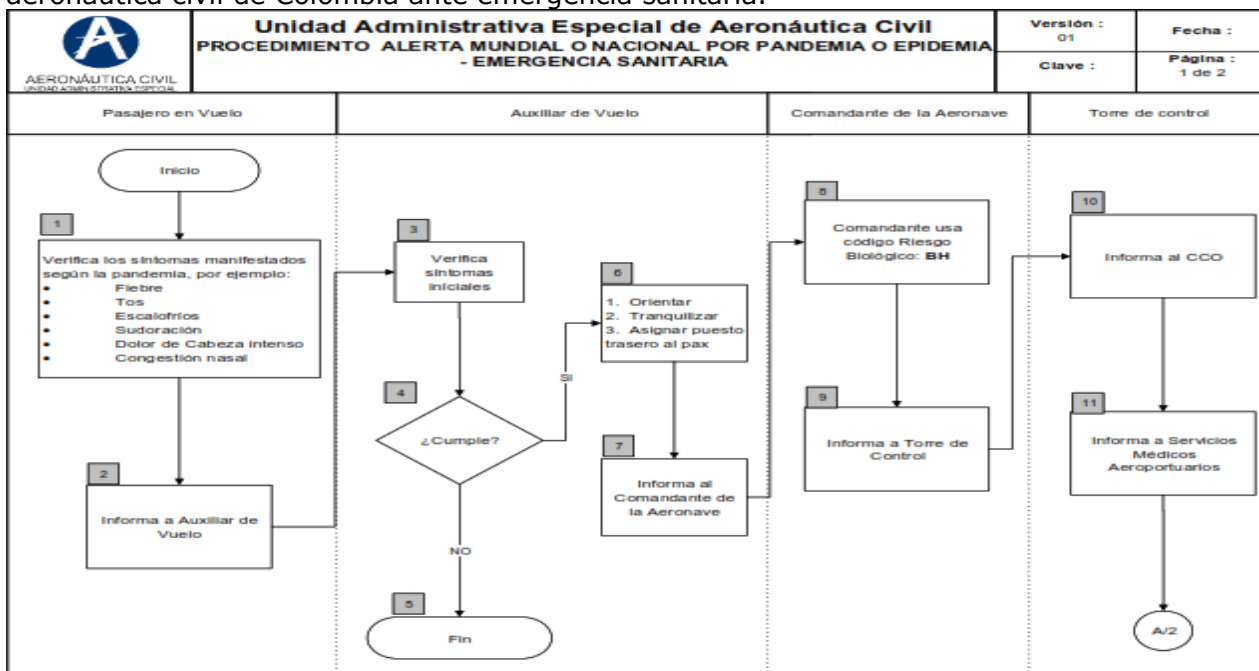 aeronáutica civil de Colombia ante emergencia sanitaria.
AERONÁUTICA CIVIL
UNIDAD ADMINISTRATIVA ESPECIAL
Unidad Administrativa Especial de Aeronáutica Civil
PROCEDIMIENTO ALERTA MUNDIAL O NACIONAL POR PANDEMIA O EPIDEMIA
- EMERGENCIA SANITARIA
Versión :
01
Fecha :
Clave :
Página :
1 de 2
Pasajero en Vuelo
Auxiliar de Vuelo
Comandante de la Aeronave
Torre de control
Inicio
1
Verifica los síntomas manifestados
según la pandemia, por ejemplo:
• Fiebre
• Tos
• Escalofríos
• Sudoración
• Dolor de Cabeza intenso
• Congestión nasal
2
Informa a Auxiliar de
Vuelo
3
Verifica
síntomas
iniciales
4
¿Cumple?
SI
NO
5
Fin
6
1. Orientar
2. Tranquilizar
3. Asignar puesto
trasero al pax
7
Informa al
Comandante de
la Aeronave
8
Comandante usa
código Riesgo
Biológico: BH
9
Informa a Torre de
Control
10
Informa al CCO
11
Informa a Servicios
Médicos
Aeroportuarios
A/2